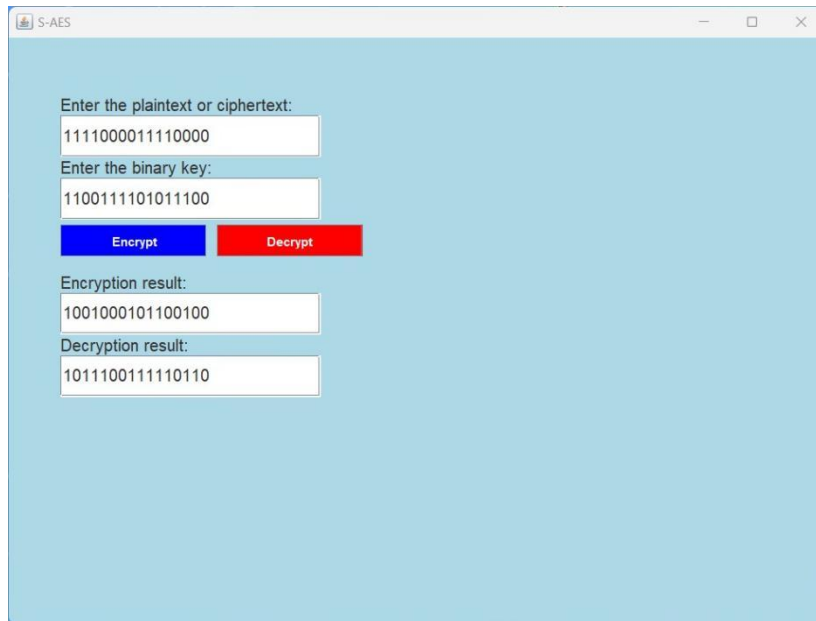 S-AES
Enter the plaintext or ciphertext:
1111000011110000
Enter the binary key:
1100111101011100
Encrypt Decrypt
Encryption result:
1001000101100100
Decryption result:
1011100111110110